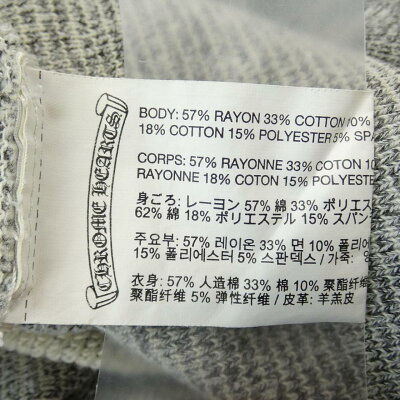 CHROME HEARTS
BODY: 57% RAYON 33% COTTON 10%
18% COTTON 15% POLYESTER 5% SPA
CORPS: 57% RAYONNE 33% COTON 10
RAYONNE 18% COTON 15% POLYESTER
身ごろ: レーヨン 57% 綿 33% ポリエス
62% 綿 18% ポリエステル 15% スパン
주요부: 57% 레이온 33% 면 10% 폴리에
15% 폴리에스터 5% 스판덱스 / 가죽: 양
衣身: 57% 人造棉 33% 棉 10% 聚酯纤
聚酯纤维 5% 弹性纤维 / 皮革: 羊羔皮